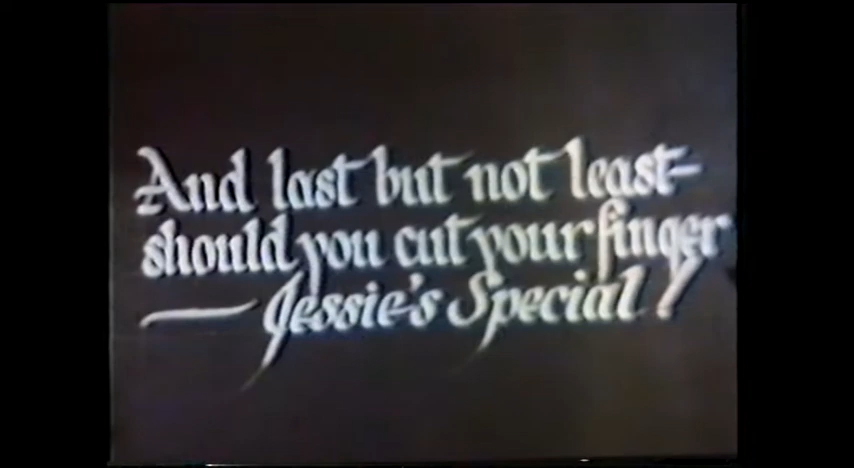 And last but not least-
should you cut your finger
— Jessie's Special!